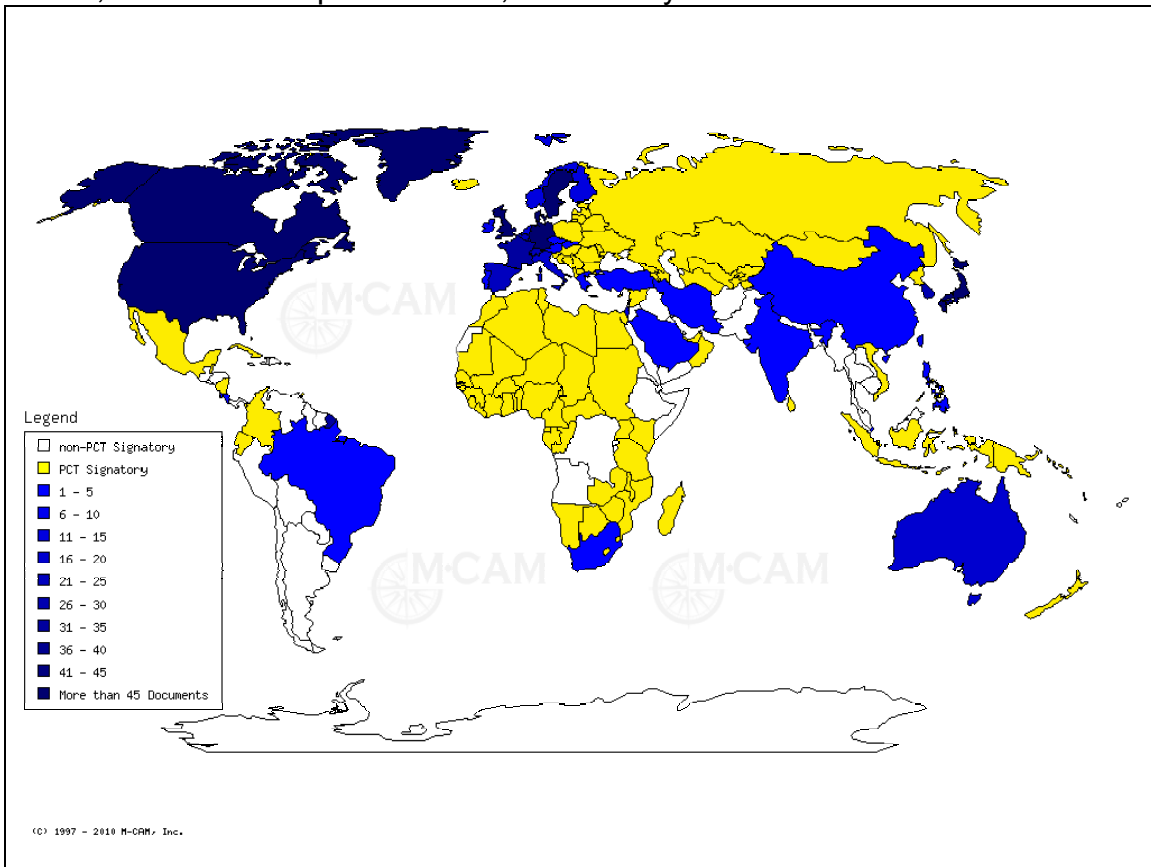 M·CAM
Legend
non-PCT Signatory
PCT Signatory
1 - 5
6 - 10
11 - 15
16 - 20
21 - 25
26 - 30
31 - 35
36 - 40
41 - 45
More than 45 Documents
M·CAM
M·CAM
(C) 1997 - 2010 M-CAM, Inc.